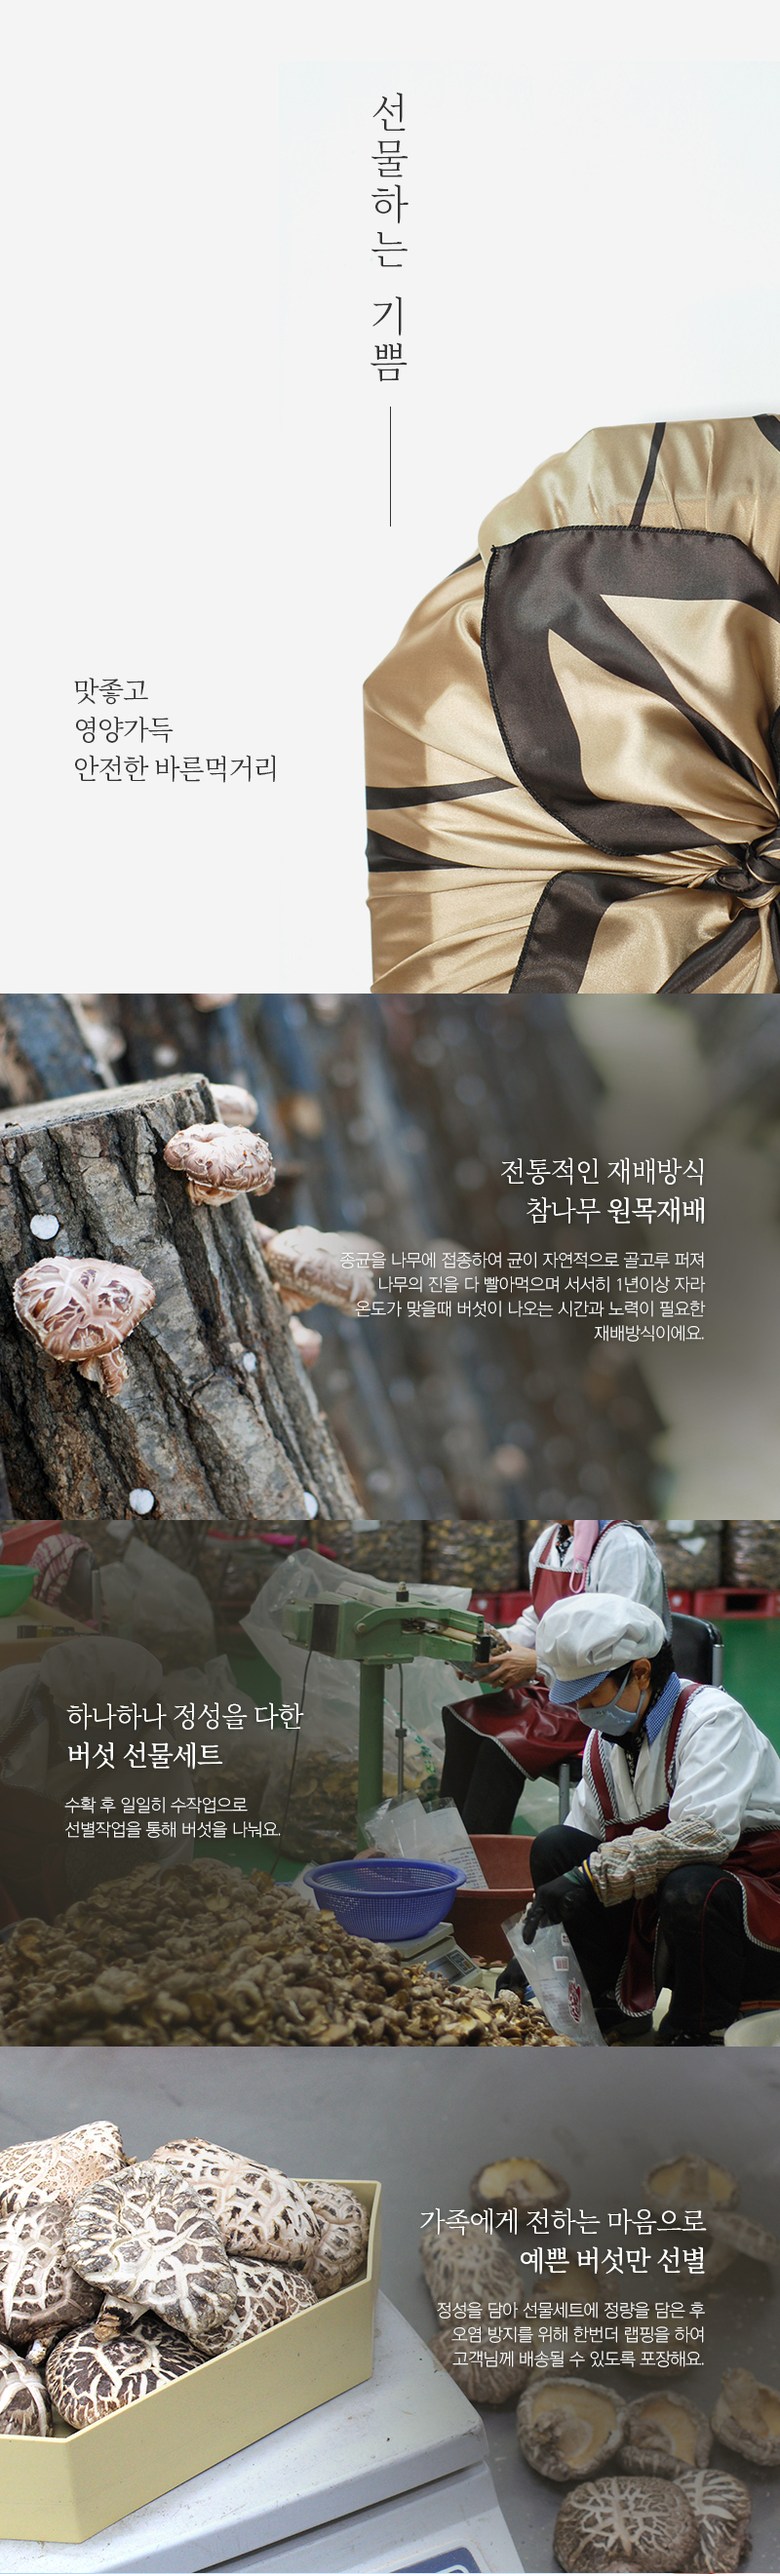 선물하는 기쁨
맛좋고
영양가득
안전한 바른먹거리
전통적인 재배방식
참나무 원목재배
종균을 나무에 접종하여 균이 자연적으로 골고루 퍼져
나무의 진을 다 빨아먹으며 서서히 1년이상 자라
온도가 맞을때 버섯이 나오는 시간과 노력이 필요한
재배방식이에요.
하나하나 정성을 다한
버섯 선물세트
수확 후 일일히 수작업으로
선별작업을 통해 버섯을 나눠요.
가족에게 전하는 마음으로
예쁜 버섯만 선별
정성을 담아 선물세트에 정량을 담은 후
오염 방지를 위해 한번더 랩핑을 하여
고객님께 배송될 수 있도록 포장해요.